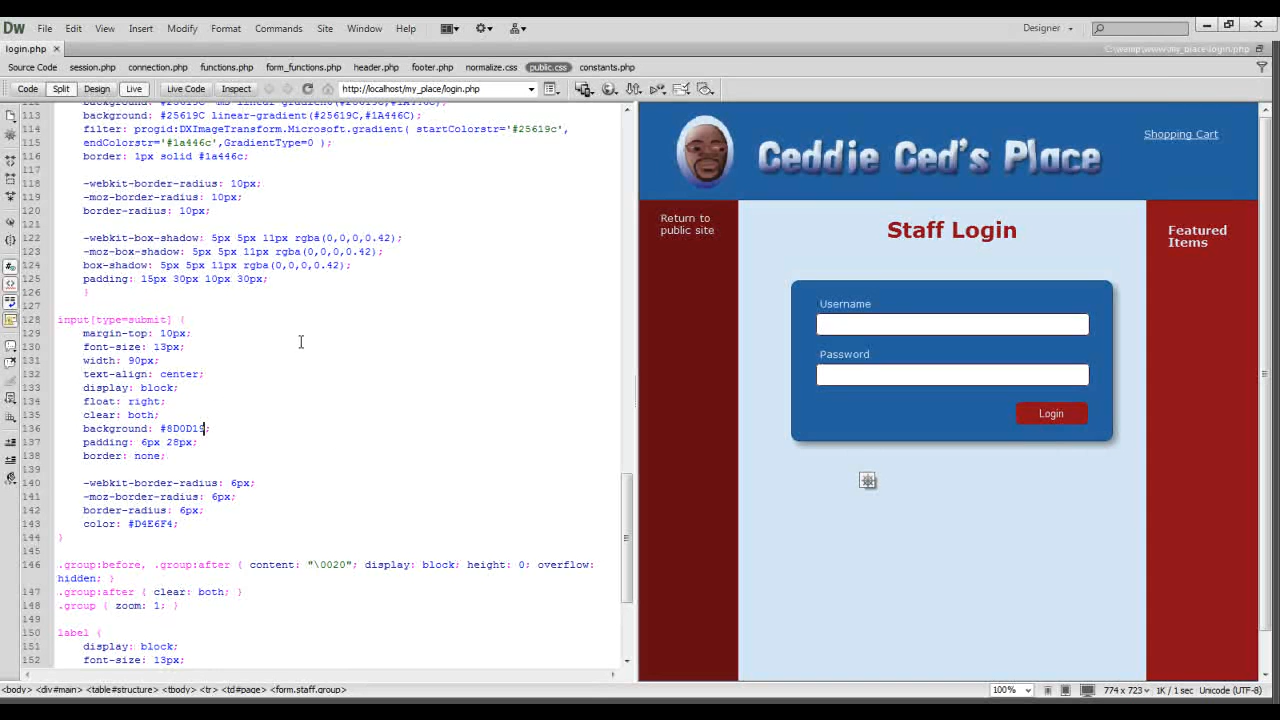 DW File Edit View Insert Modify Format Commands Site Window Help Designer
login.php C:\wamp\www\my_place\login.php
Source Code session.php connection.php functions.php form_functions.php header.php footer.php normalize.css public.css constants.php
Code Split Design Live Live Code Inspect http://localhost/my_place/login.php
113 background: #25619C linear-gradient(#25619C,#1A446C);
114 filter: progid:DXImageTransform.Microsoft.gradient( startColorstr='#25619c',
115 endColorstr='#1a446c',GradientType=0 );
116 border: 1px solid #1a446c;
117
118 -webkit-border-radius: 10px;
119 -moz-border-radius: 10px;
120 border-radius: 10px;
121
122 -webkit-box-shadow: 5px 5px 11px rgba(0,0,0,0.42);
123 -moz-box-shadow: 5px 5px 11px rgba(0,0,0,0.42);
124 box-shadow: 5px 5px 11px rgba(0,0,0,0.42);
125 padding: 15px 30px 10px 30px;
126 }
127
128 input[type=submit] {
129 margin-top: 10px;
130 font-size: 13px;
131 width: 90px;
132 text-align: center;
133 display: block;
134 float: right;
135 clear: both;
136 background: #8D0D19;
137 padding: 6px 28px;
138 border: none;
139
140 -webkit-border-radius: 6px;
141 -moz-border-radius: 6px;
142 border-radius: 6px;
143 color: #D4E6F4;
144 }
145
146 .group:before, .group:after { content: "\0020"; display: block; height: 0; overflow:
hidden; }
147 .group:after { clear: both; }
148 .group { zoom: 1; }
149
150 label {
151 display: block;
152 font-size: 13px;
Ceddie Ced's Place
Shopping Cart
Return to
public site
Staff Login
Featured
Items
Username
Password
Login
<body> <div#main> <table#structure> <tbody> <tr> <td#page> <form.staff.group> 100% 774 x 723 1K / 1 sec Unicode (UTF-8)